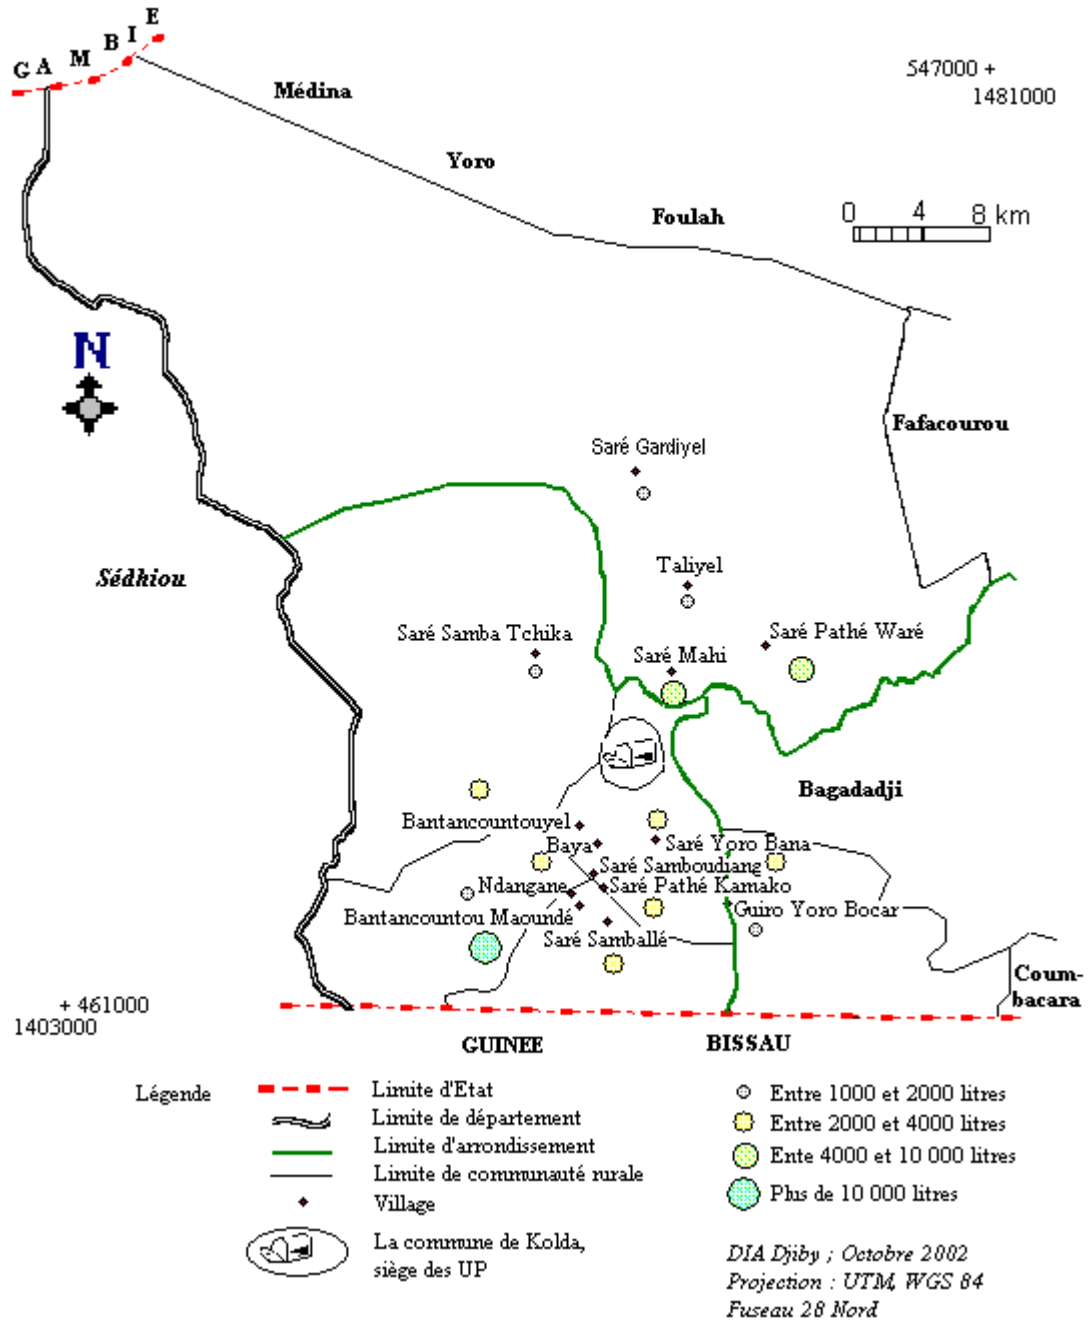 G A M B I E
547000 +
1481000
Médina
Yoro
Foulah
0 4 8 km
N
Fafacourou
Saré Gardiyel
Sédhiou
Taliyel
Saré Samba Tchika
Saré Pathé Waré
Saré Mahi
Bagadadji
Bantancountouyel
Baya
Saré Yoro Bana
Saré Samboudiang
Ndangane
Saré Pathé Kamako
Bantancountou Maoundé
Guiro Yoro Bocar
Saré Samballé
Coum-
bacara
+ 461000
1403000
GUINEE BISSAU
Légende
Limite d'Etat
Limite de département
Limite d'arrondissement
Limite de communauté rurale
Village
La commune de Kolda,
siège des UP
Entre 1000 et 2000 litres
Entre 2000 et 4000 litres
Ente 4000 et 10 000 litres
Plus de 10 000 litres
DIA Djiby ; Octobre 2002
Projection : UTM, WGS 84
Fuseau 28 Nord